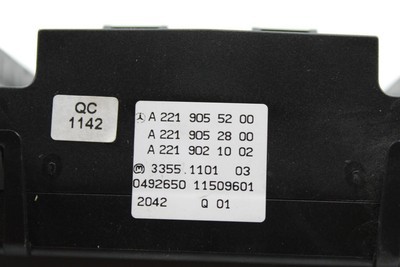 QC
1142
A 221 905 52 00
A 221 905 28 00
A 221 902 10 02
3355.1101 03
0492650 11509601
2042 Q 01